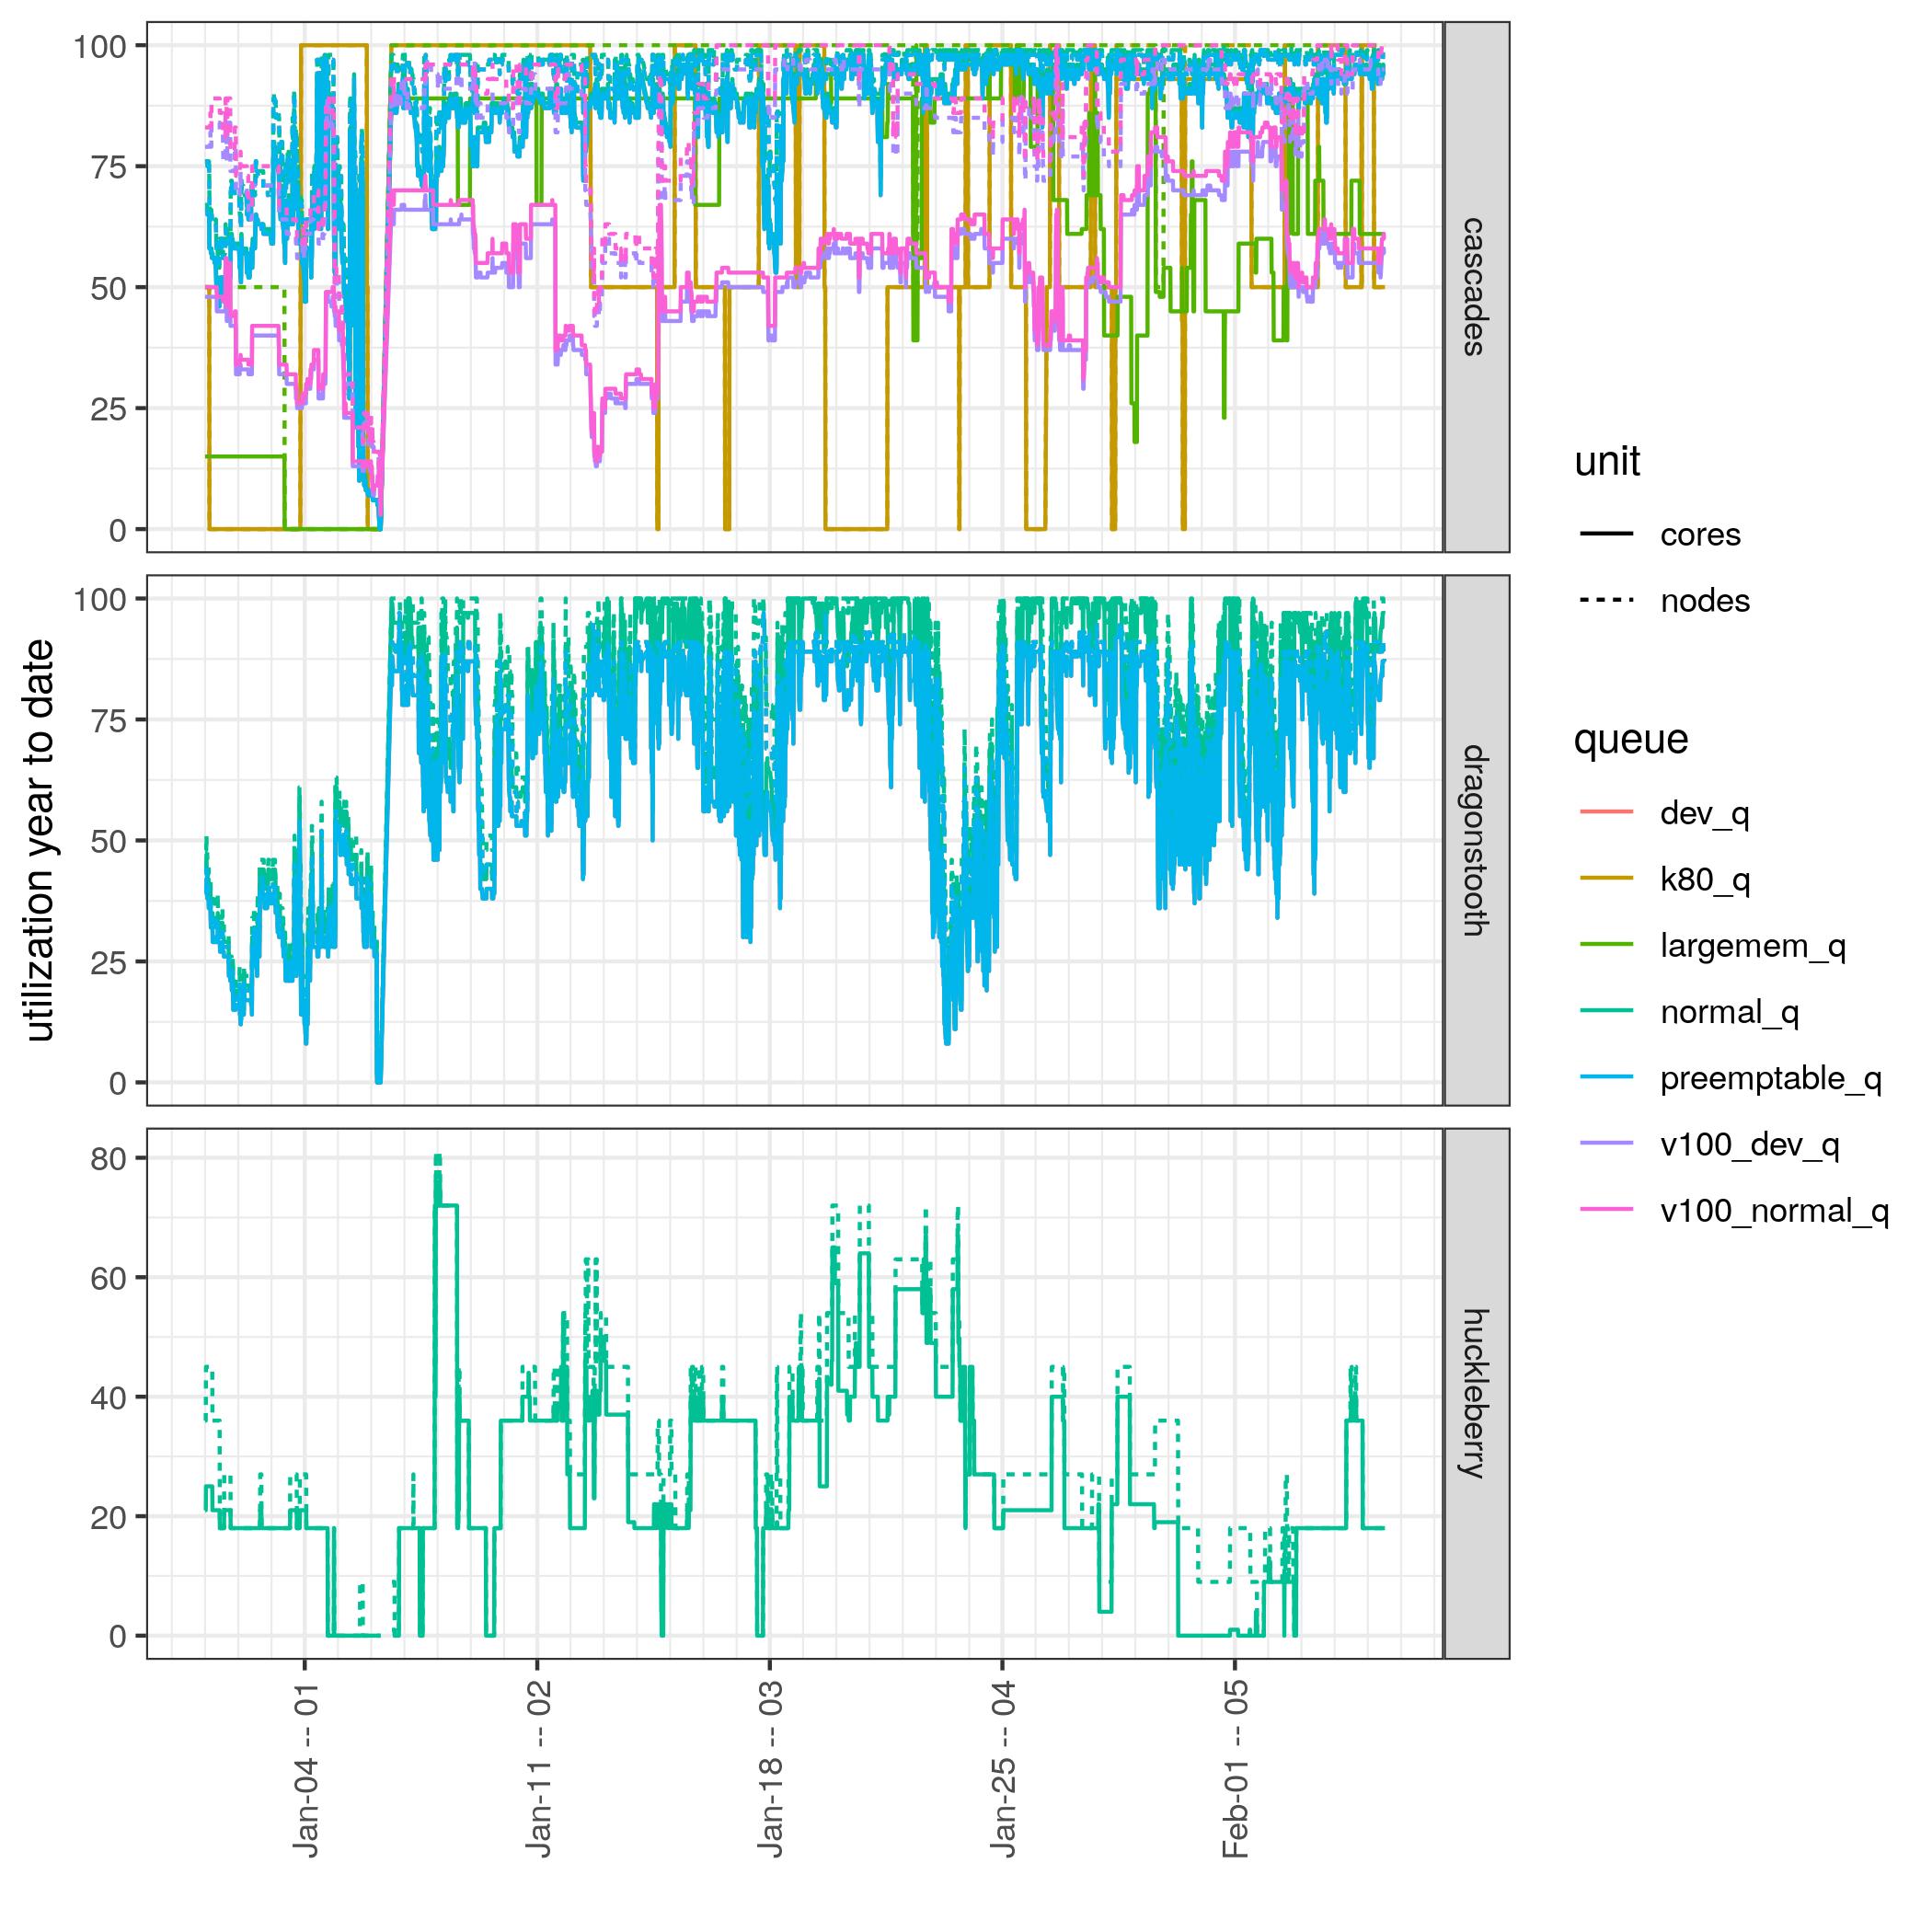 utilization year to date
100
75
50
25
0
cascades
100
75
50
25
0
dragonstooth
80
60
40
20
0
huckleberry
Jan-04 -- 01
Jan-11 -- 02
Jan-18 -- 03
Jan-25 -- 04
Feb-01 -- 05
unit
cores
nodes
queue
dev_q
k80_q
largemem_q
normal_q
preemptable_q
v100_dev_q
v100_normal_q